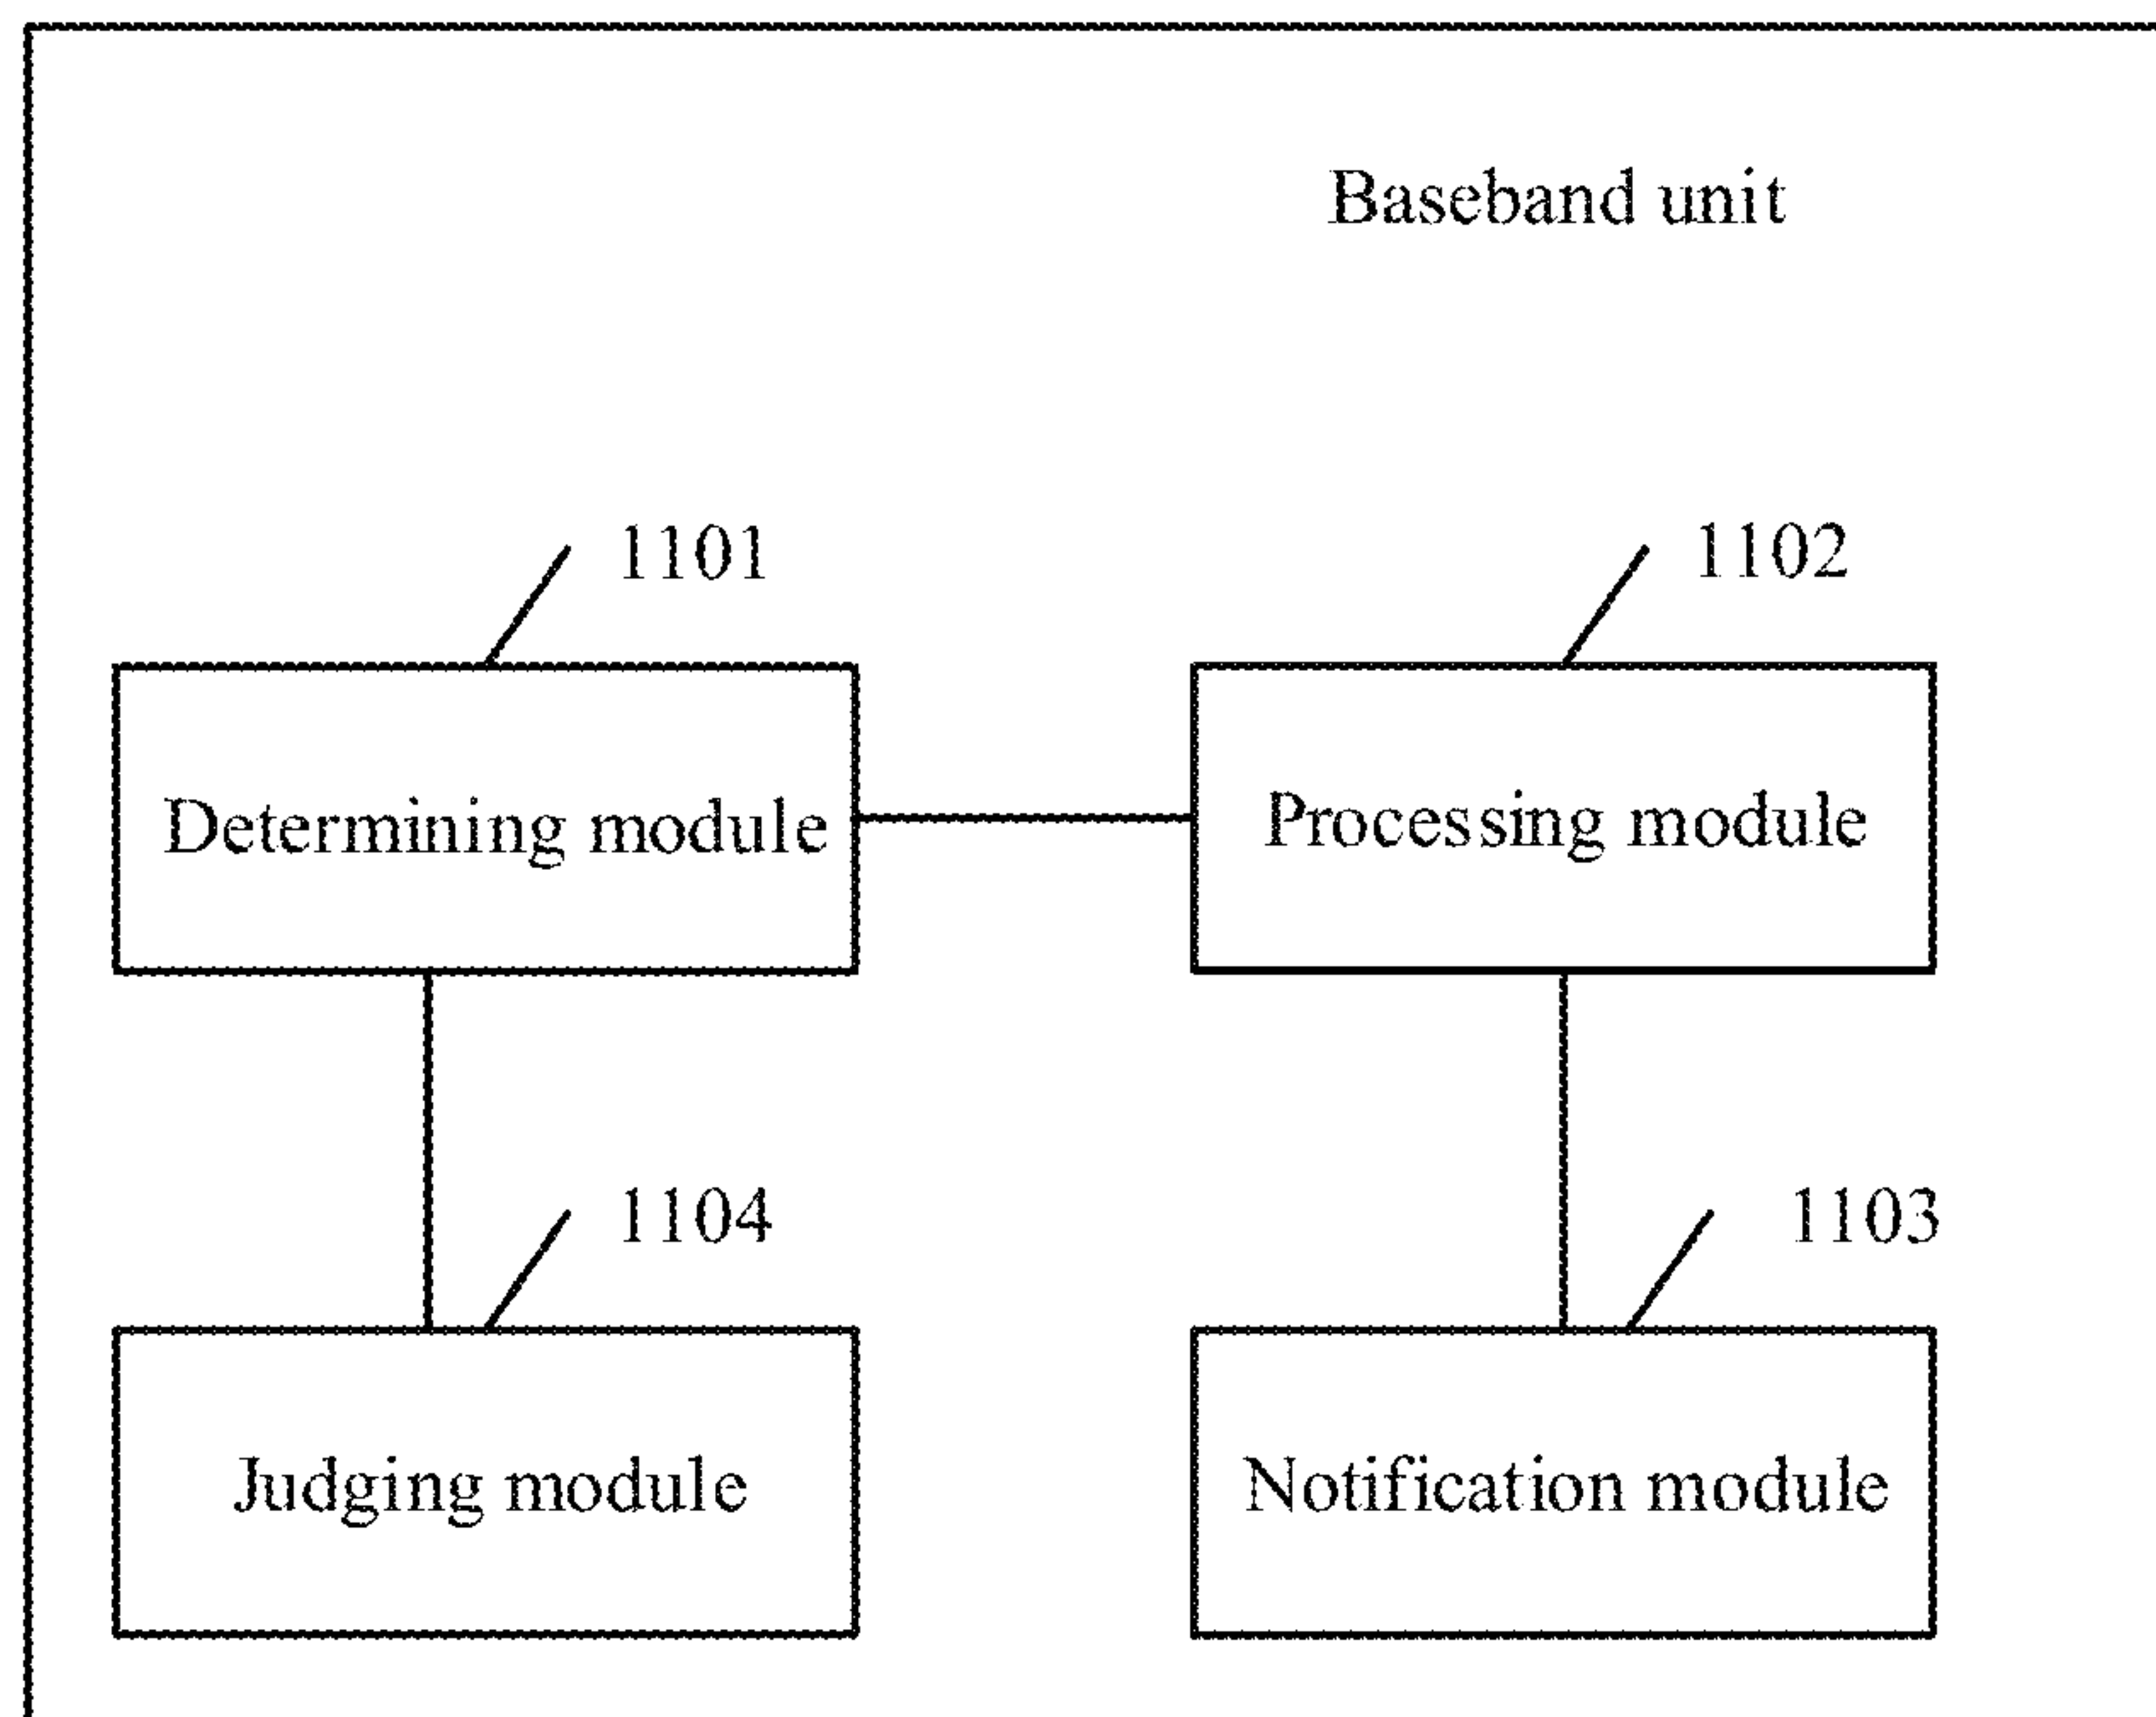 Baseband unit
1101
1102
Determining module
Processing module
1104
1103
Judging module
Notification module